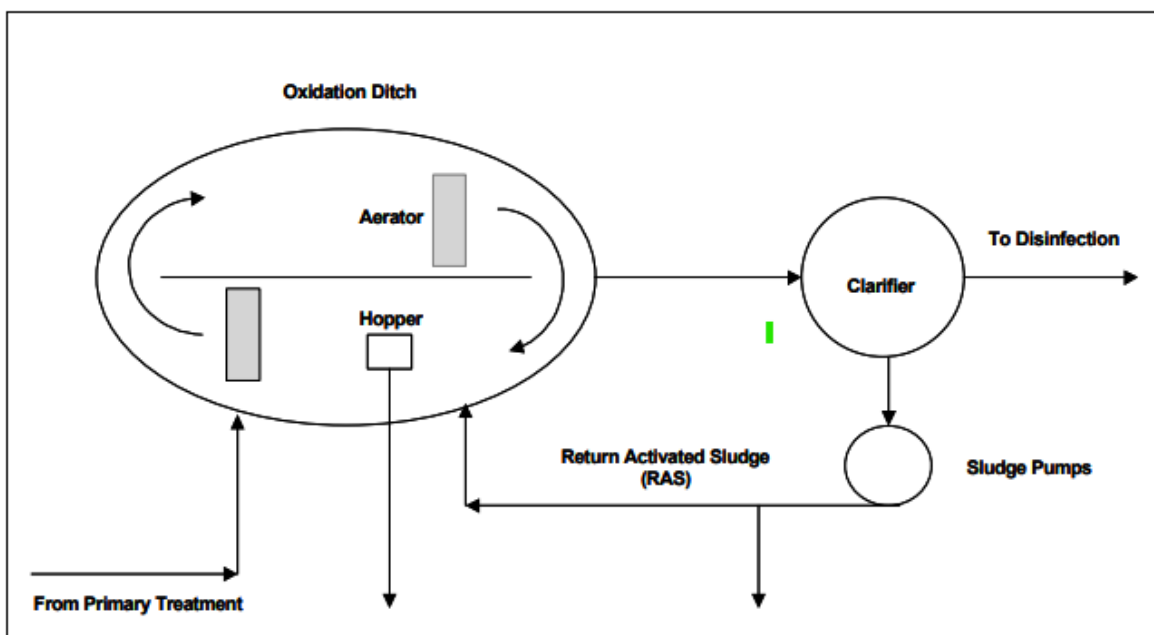 Oxidation Ditch
Aerator
To Disinfection
Clarifier
Hopper
Return Activated Sludge
(RAS)
Sludge Pumps
From Primary Treatment